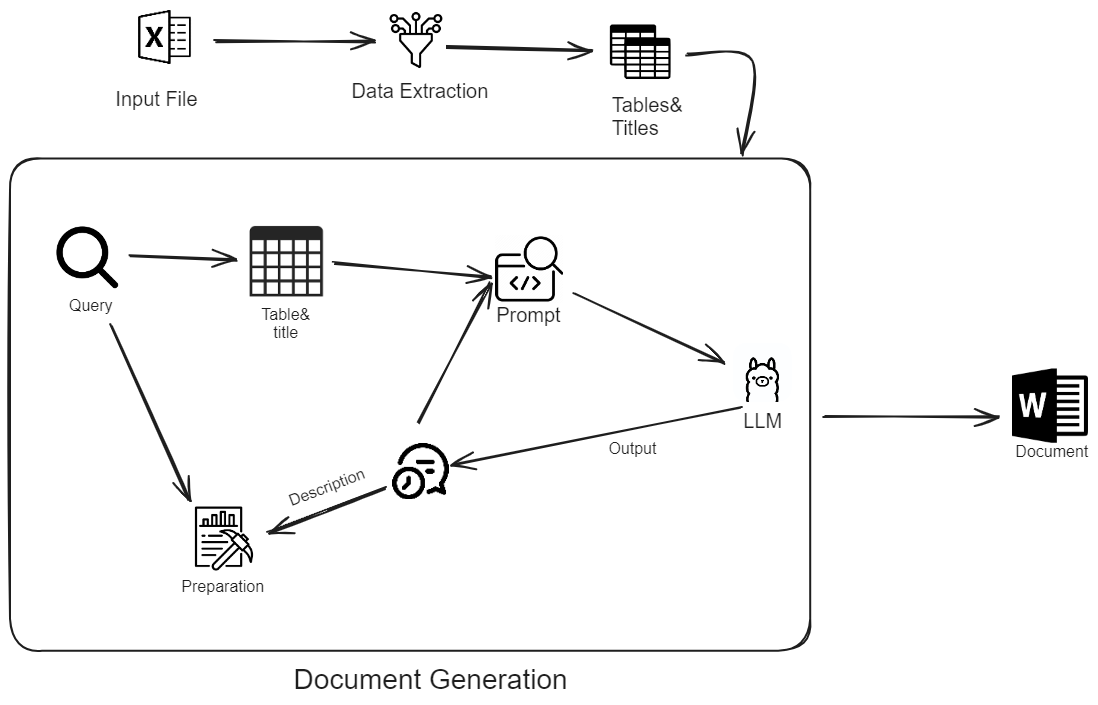 X
Input File
Data Extraction
Tables&
Titles
Query
Table&
title
</>
Prompt
LLM
Output
Description
Preparation
W
Document
Document Generation